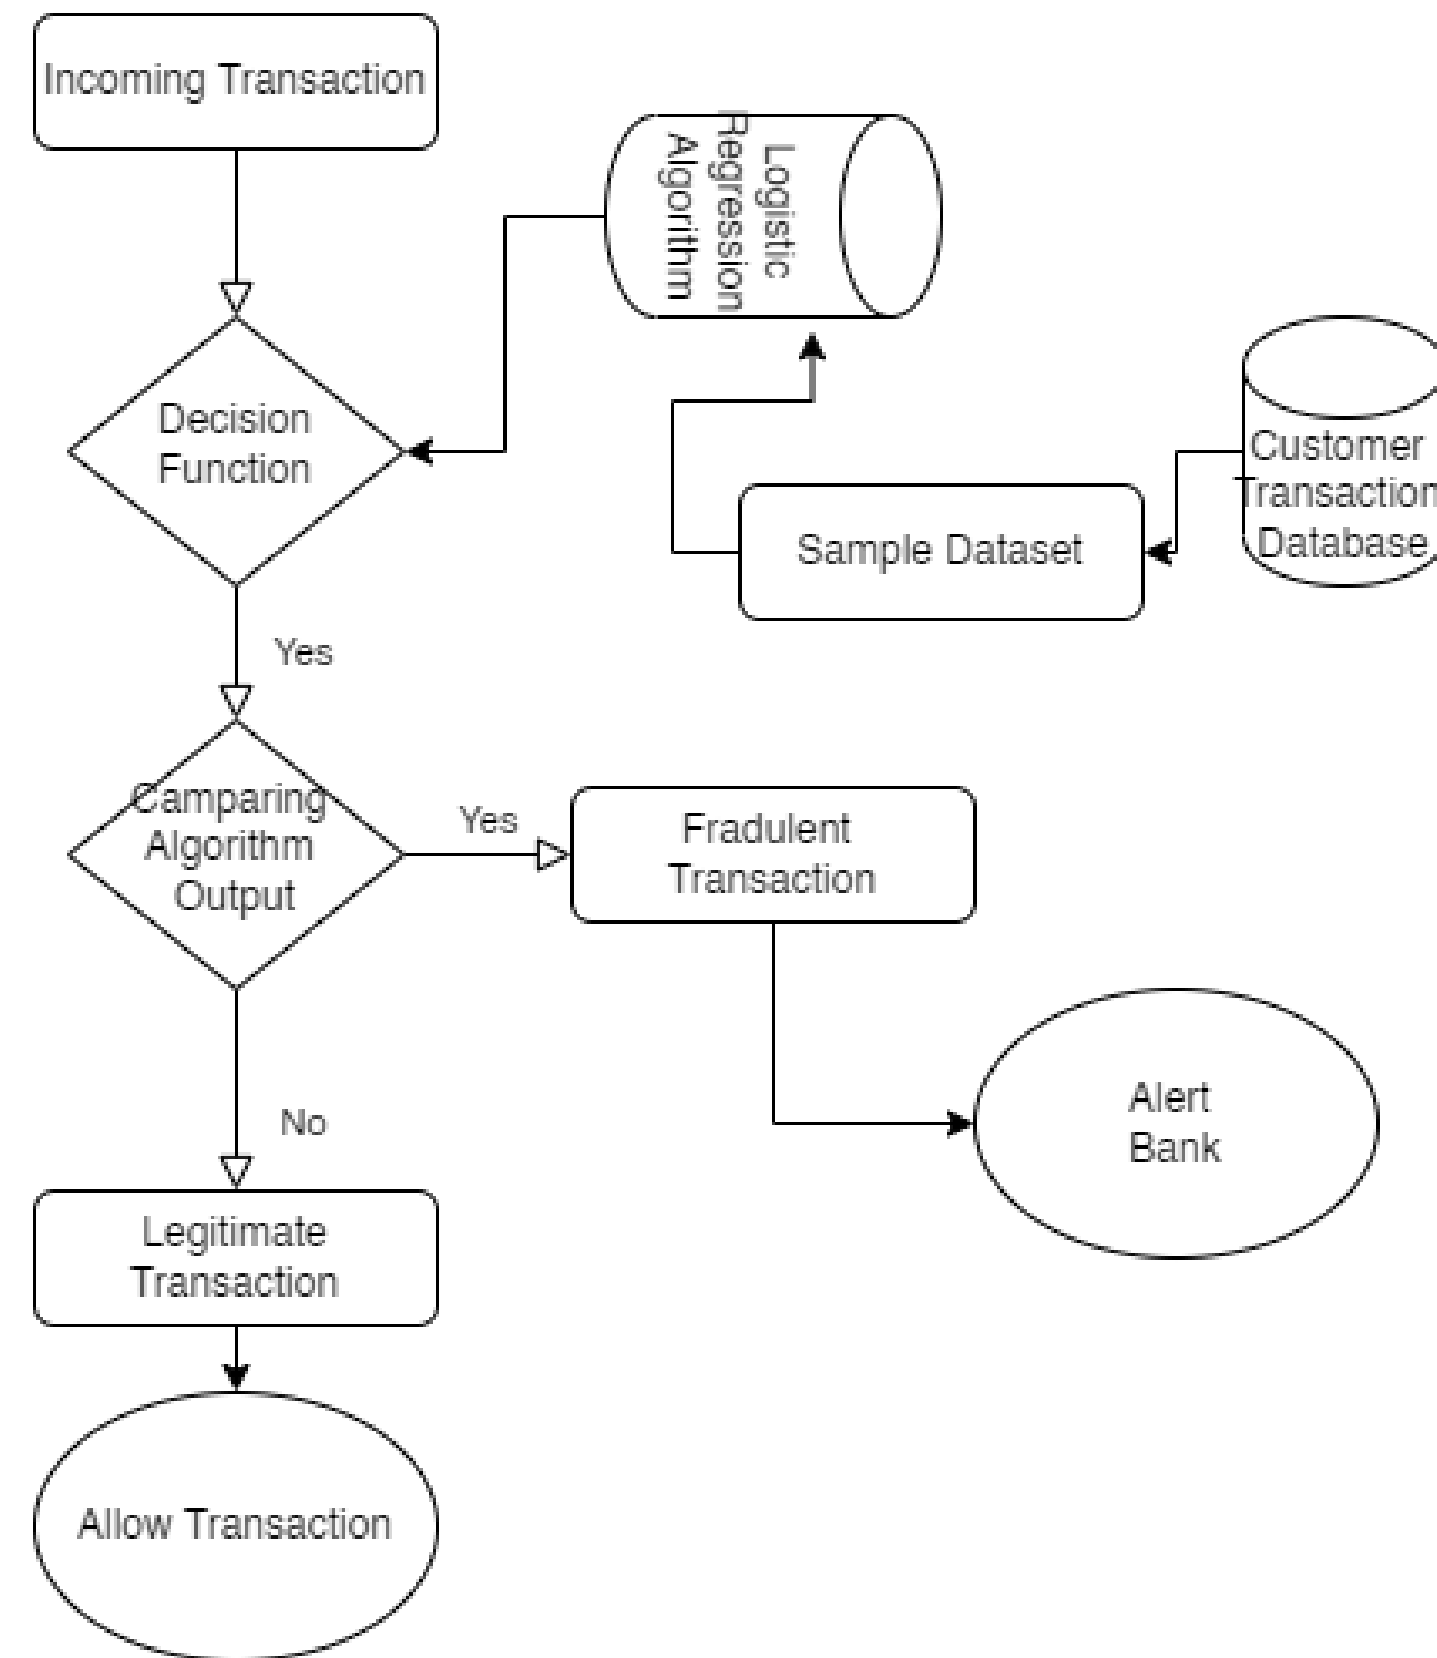 Incoming Transaction
Logistic
Regression
Algorithm
Decision
Function
Customer
Transaction
Database
Sample Dataset
Yes
Camparing
Algorithm
Output
Yes
Fradulent
Transaction
Alert
Bank
No
Legitimate
Transaction
Allow Transaction